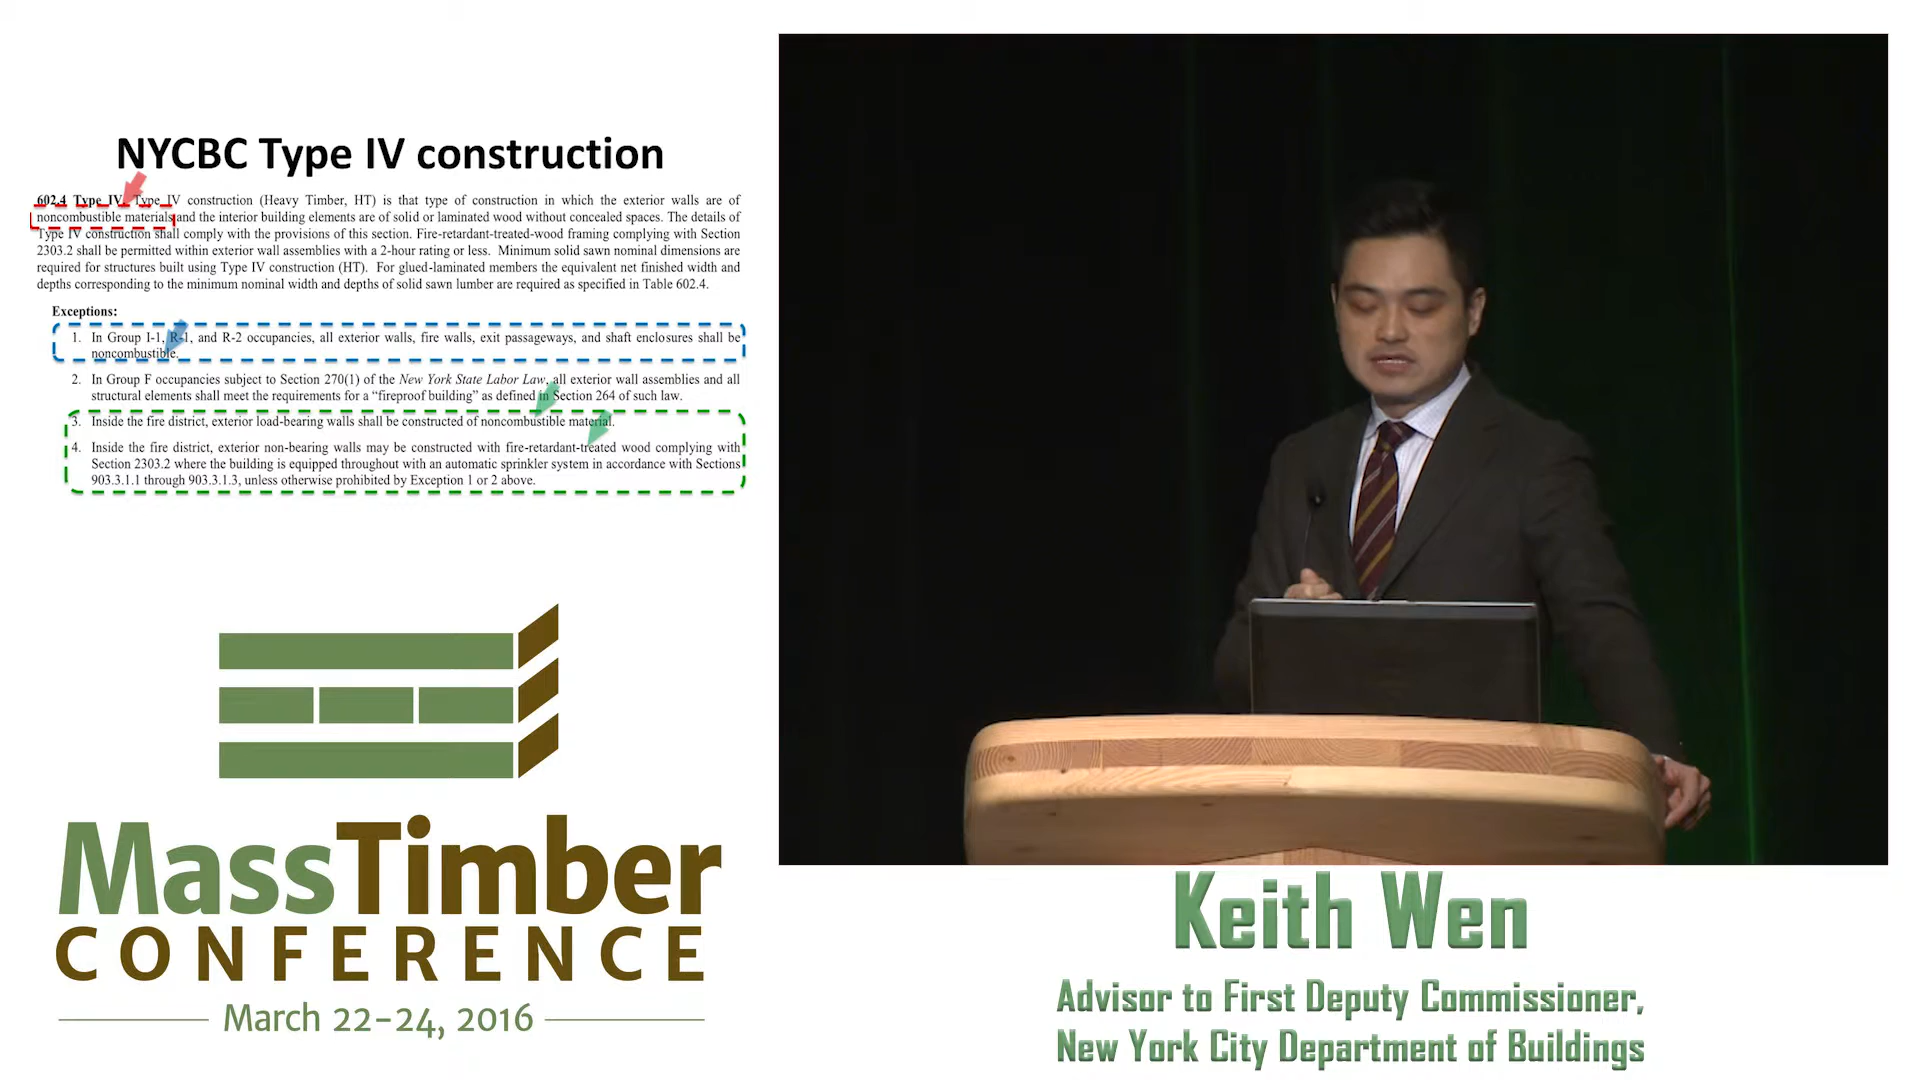 NYCBC Type IV construction
602.4 Type IV. Type IV construction (Heavy Timber, HT) is that type of construction in which the exterior walls are of
noncombustible materials and the interior building elements are of solid or laminated wood without concealed spaces. The details of
Type IV construction shall comply with the provisions of this section. Fire-retardant-treated-wood framing complying with Section
2303.2 shall be permitted within exterior wall assemblies with a 2-hour rating or less. Minimum solid sawn nominal dimensions are
required for structures built using Type IV construction (HT). For glued-laminated members the equivalent net finished width and
depths corresponding to the minimum nominal width and depths of solid sawn lumber are required as specified in Table 602.4.
Exceptions:
1. In Group I-1, R-1, and R-2 occupancies, all exterior walls, fire walls, exit passageways, and shaft enclosures shall be
noncombustible.
2. In Group F occupancies subject to Section 270(1) of the New York State Labor Law, all exterior wall assemblies and all
structural elements shall meet the requirements for a “fireproof building” as defined in Section 264 of such law.
3. Inside the fire district, exterior load-bearing walls shall be constructed of noncombustible material.
4. Inside the fire district, exterior non-bearing walls may be constructed with fire-retardant-treated wood complying with
Section 2303.2 where the building is equipped throughout with an automatic sprinkler system in accordance with Sections
903.3.1.1 through 903.3.1.3, unless otherwise prohibited by Exception 1 or 2 above.
MassTimber
CONFERENCE
March 22–24, 2016
Keith Wen
Advisor to First Deputy Commissioner,
New York City Department of Buildings